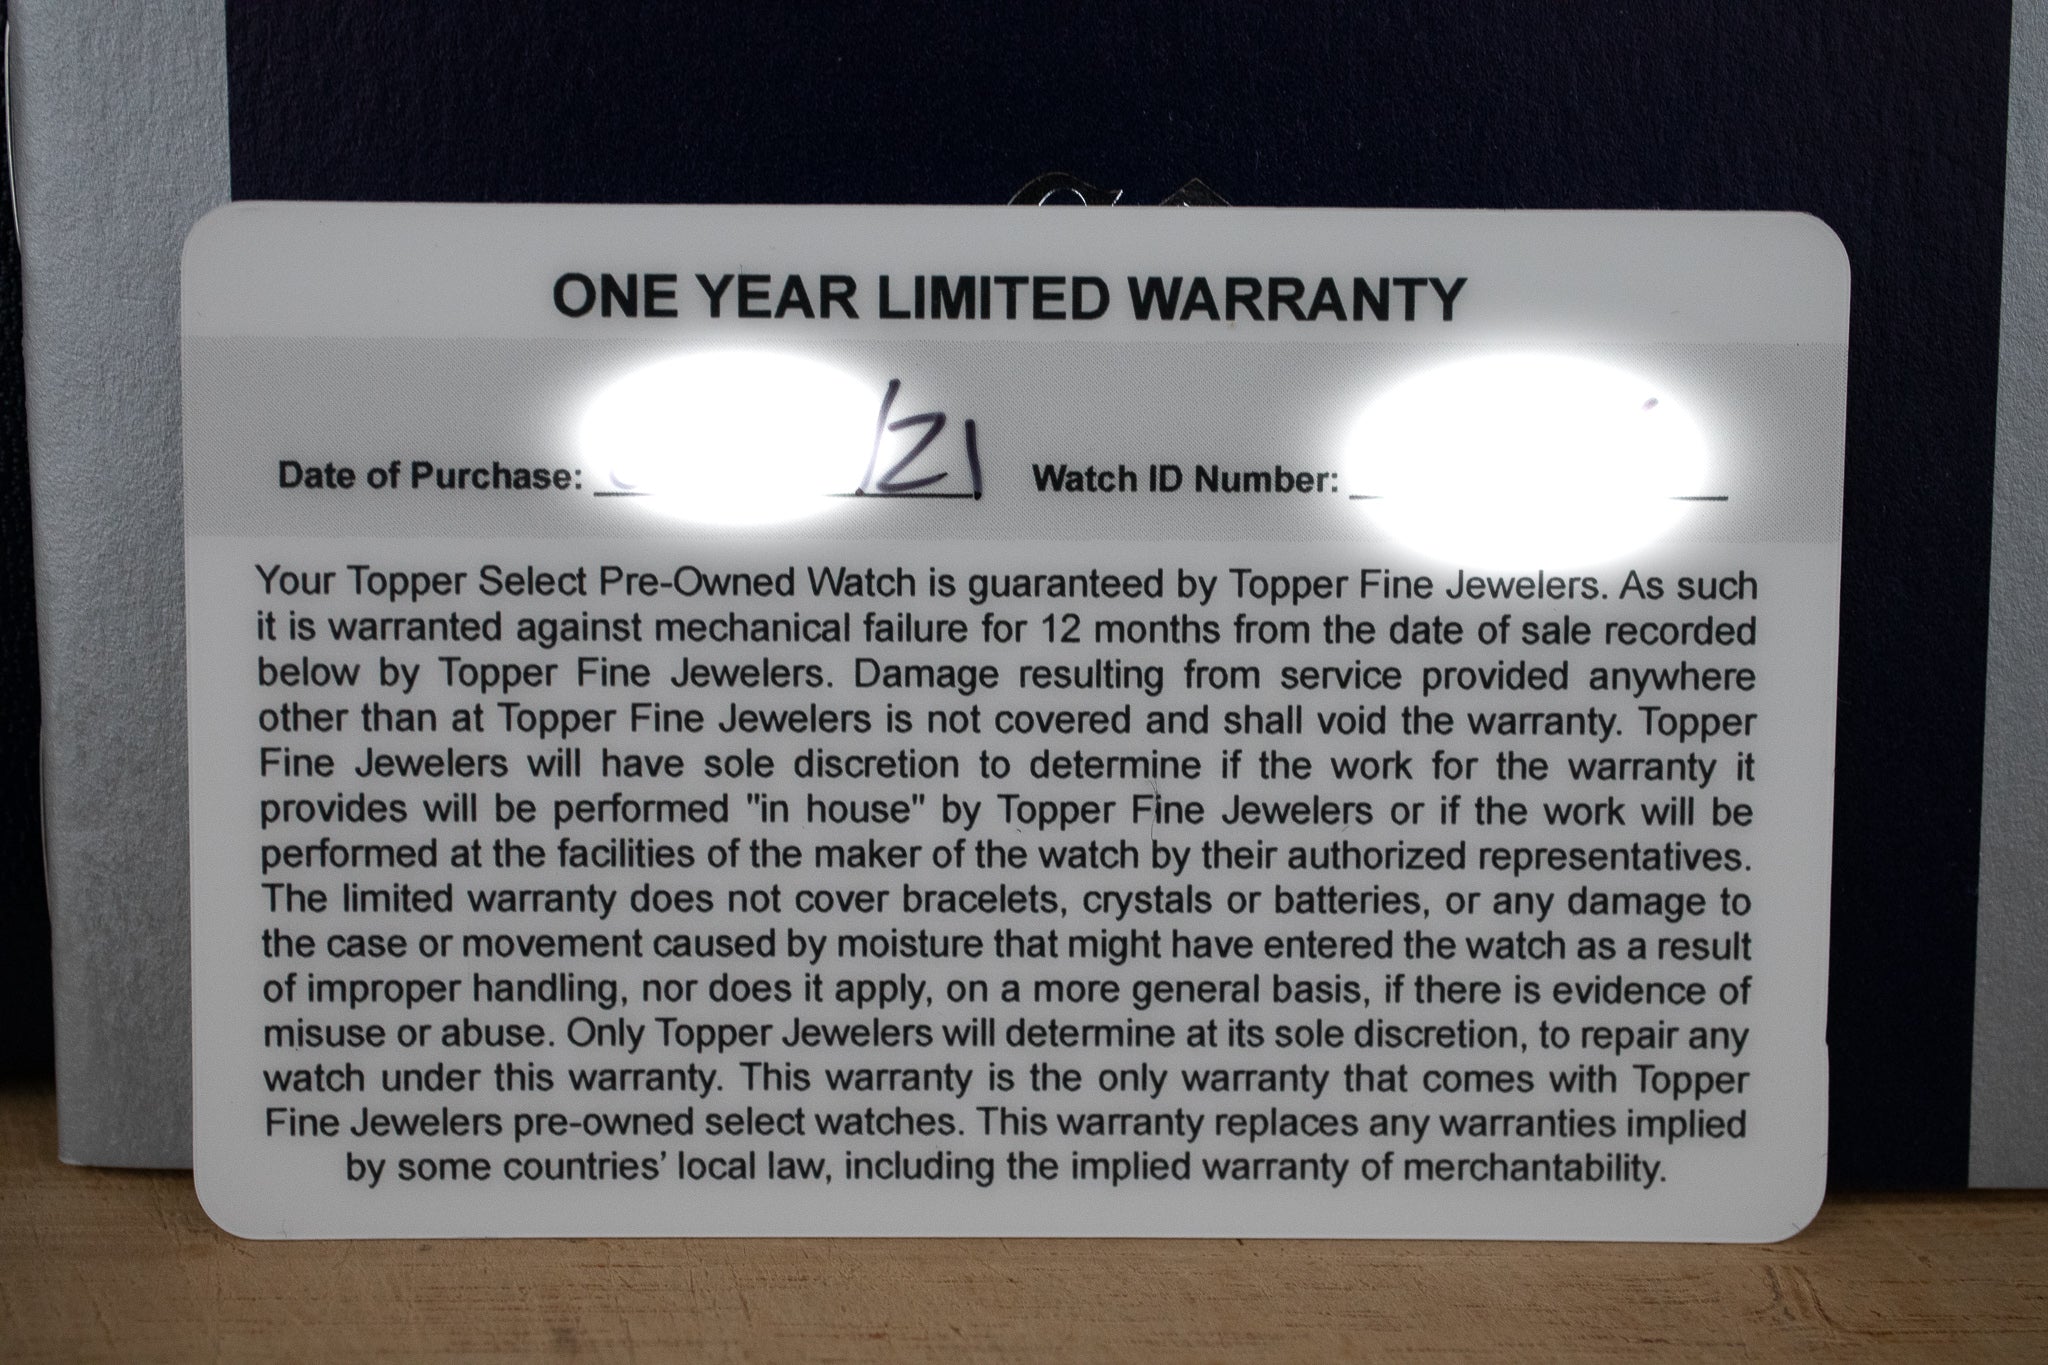 ONE YEAR LIMITED WARRANTY
Date of Purchase: /21 Watch ID Number:
Your Topper Select Pre-Owned Watch is guaranteed by Topper Fine Jewelers. As such
it is warranted against mechanical failure for 12 months from the date of sale recorded
below by Topper Fine Jewelers. Damage resulting from service provided anywhere
other than at Topper Fine Jewelers is not covered and shall void the warranty. Topper
Fine Jewelers will have sole discretion to determine if the work for the warranty it
provides will be performed "in house" by Topper Fine Jewelers or if the work will be
performed at the facilities of the maker of the watch by their authorized representatives.
The limited warranty does not cover bracelets, crystals or batteries, or any damage to
the case or movement caused by moisture that might have entered the watch as a result
of improper handling, nor does it apply, on a more general basis, if there is evidence of
misuse or abuse. Only Topper Jewelers will determine at its sole discretion, to repair any
watch under this warranty. This warranty is the only warranty that comes with Topper
Fine Jewelers pre-owned select watches. This warranty replaces any warranties implied
by some countries’ local law, including the implied warranty of merchantability.